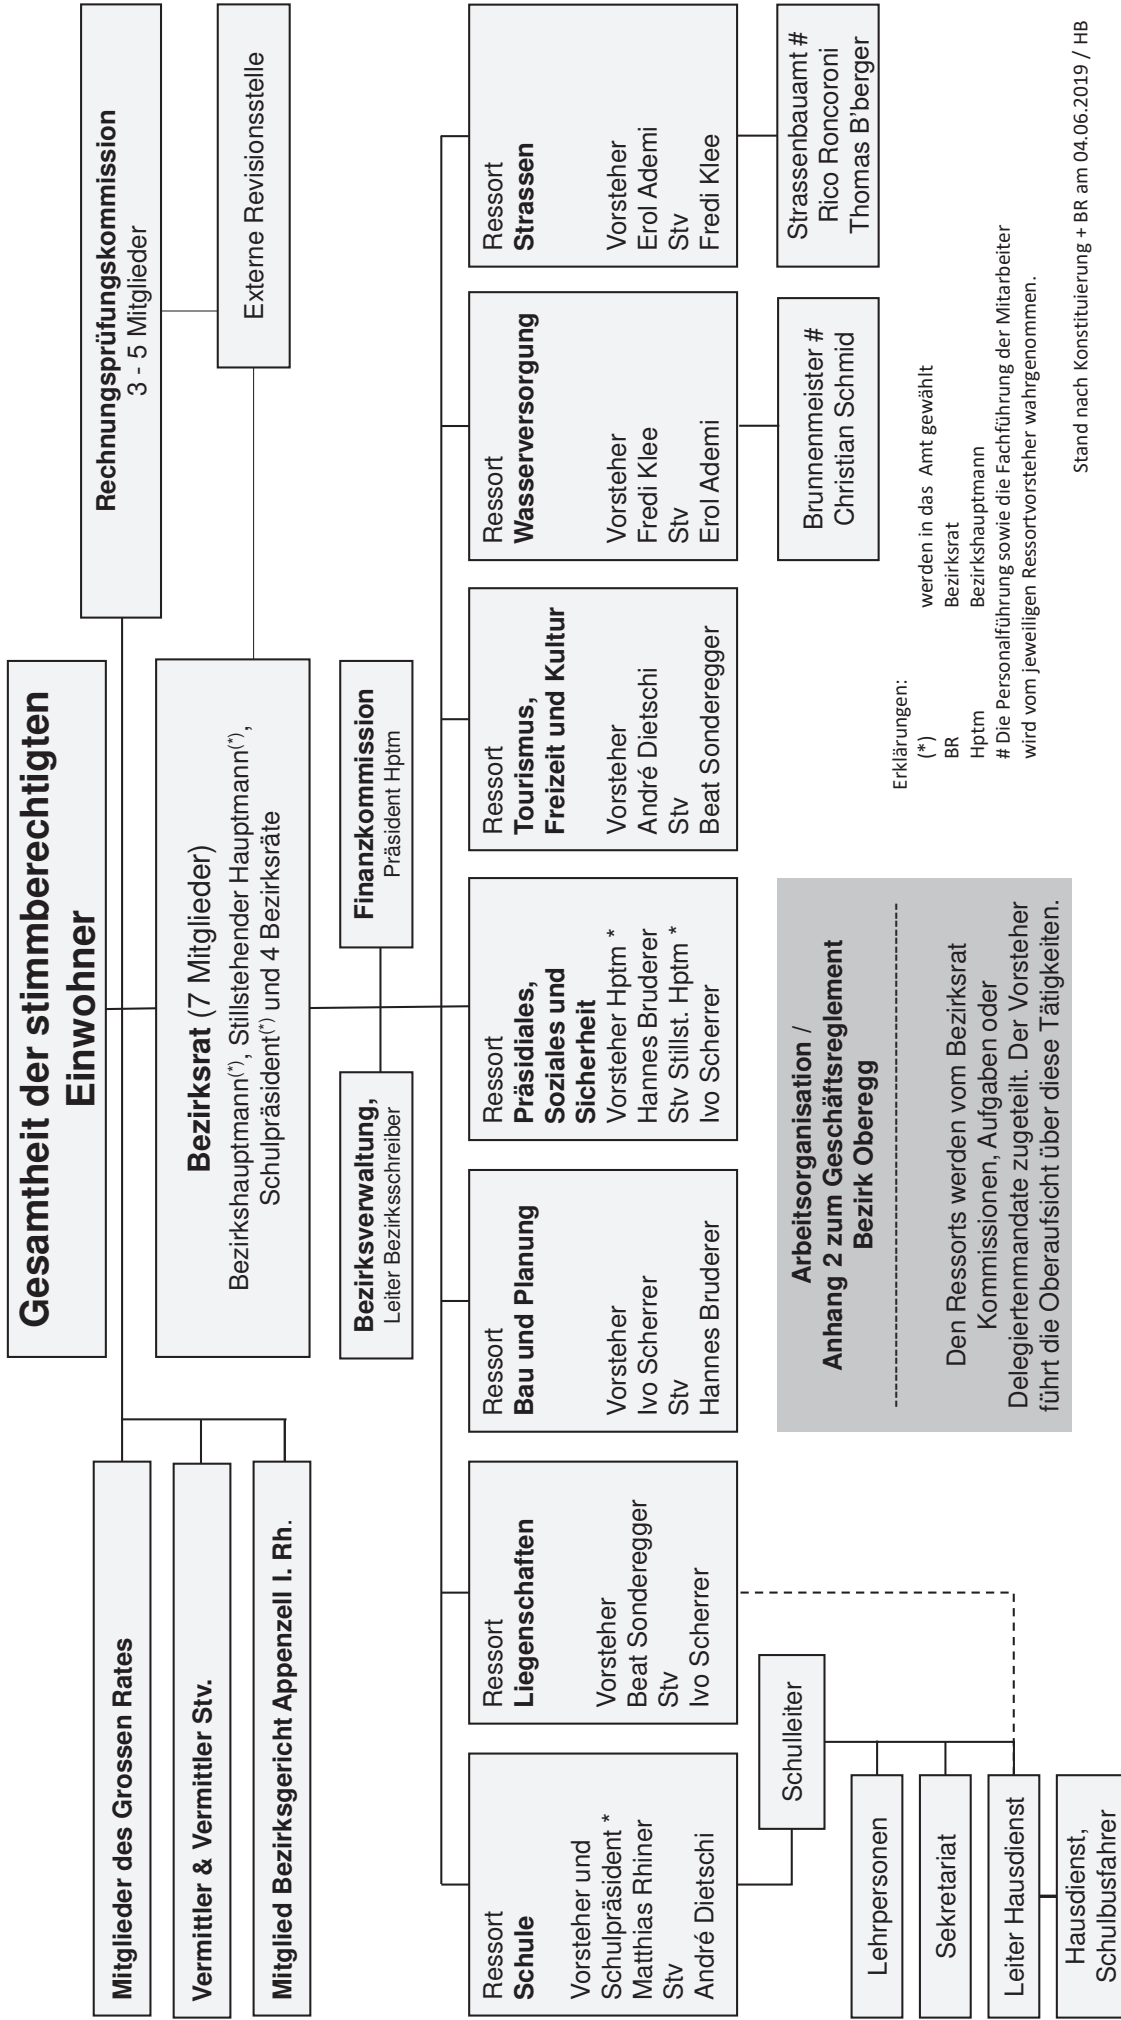 Gesamtheit der stimmberechtigten
Einwohner
Rechnungsprüfungskommission
3 - 5 Mitglieder
Externe Revisionsstelle
Mitglieder des Grossen Rates
Vermittler & Vermittler Stv.
Mitglied Bezirksgericht Appenzell I. Rh.
Bezirksrat (7 Mitglieder)
Bezirkshauptmann(*), Stillstehender Hauptmann(*),
Schulpräsident(*) und 4 Bezirksräte
Bezirksverwaltung,
Leiter Bezirksschreiber
Finanzkommission
Präsident Hptm
Ressort
Schule
Vorsteher und
Schulpräsident *
Matthias Rhiner
Stv
André Dietschi
Ressort
Liegenschaften
Vorsteher
Beat Sonderegger
Stv
Ivo Scherrer
Ressort
Bau und Planung
Vorsteher
Ivo Scherrer
Stv
Hannes Bruderer
Ressort
Präsidiales,
Soziales und
Sicherheit
Vorsteher Hptm *
Hannes Bruderer
Stv Stillst. Hptm *
Ivo Scherrer
Ressort
Tourismus,
Freizeit und Kultur
Vorsteher
André Dietschi
Stv
Beat Sonderegger
Ressort
Wasserversorgung
Vorsteher
Fredi Klee
Stv
Erol Ademi
Ressort
Strassen
Vorsteher
Erol Ademi
Stv
Fredi Klee
Schulleiter
Lehrpersonen
Sekretariat
Leiter Hausdienst
Hausdienst,
Schulbusfahrer
Arbeitsorganisation /
Anhang 2 zum Geschäftsreglement
Bezirk Oberegg
Den Ressorts werden vom Bezirksrat
Kommissionen, Aufgaben oder
Delegiertenmandate zugeteilt. Der Vorsteher
führt die Oberaufsicht über diese Tätigkeiten.
Brunnenmeister #
Christian Schmid
Strassenbauamt #
Rico Roncoroni
Thomas B'berger
Erklärungen:
(*) werden in das Amt gewählt
BR Bezirksrat
Hptm Bezirkshauptmann
# Die Personalführung sowie die Fachführung der Mitarbeiter
wird vom jeweiligen Ressortvorsteher wahrgenommen.
Stand nach Konstituierung + BR am 04.06.2019 / HB